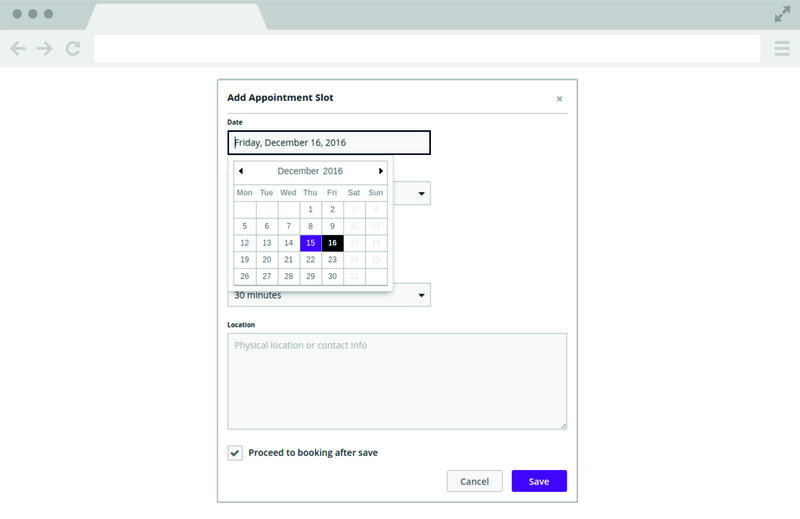 Add Appointment Slot ×
Date
Friday, December 16, 2016
December 2016
Mon Tue Wed Thu Fri Sat Sun
1 2 3 4
5 6 7 8 9 10 11
12 13 14 15 16 17 18
19 20 21 22 23 24 25
26 27 28 29 30 31
30 minutes
Location
Physical location or contact info
Proceed to booking after save
Cancel Save